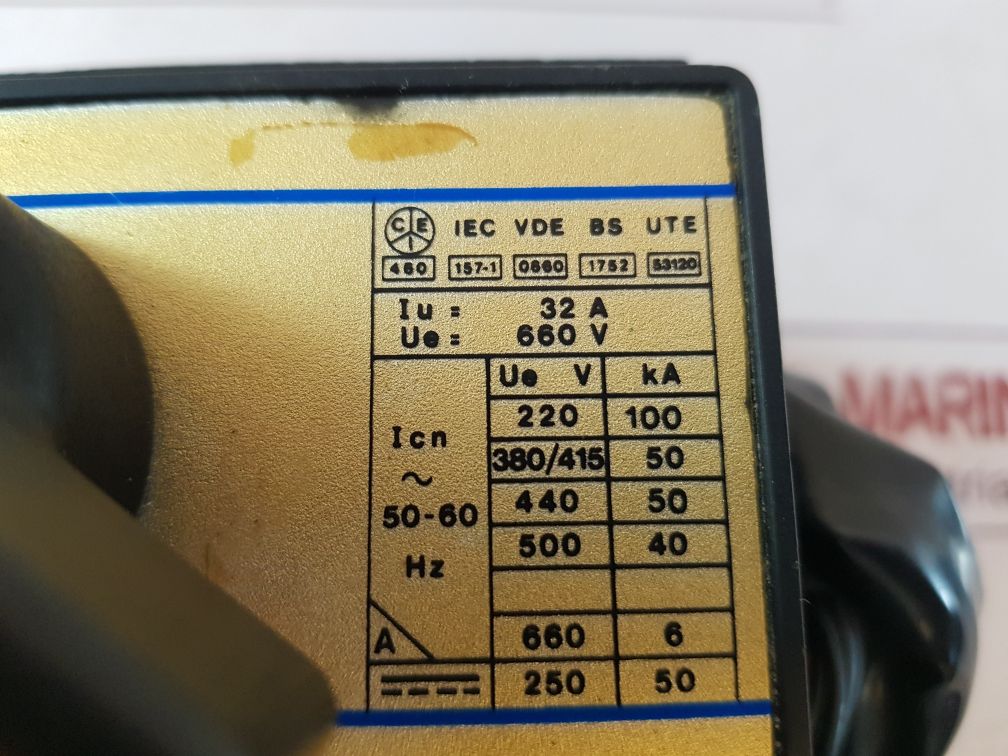 CEI IEC VDE BS UTE
460 157-1 0660 1752 63120
Iu = 32 A
Ue = 660 V
Ue V kA
220 100
Icn
380/415 50
~
440 50
50-60
500 40
Hz
A
660 6
250 50
MARIN